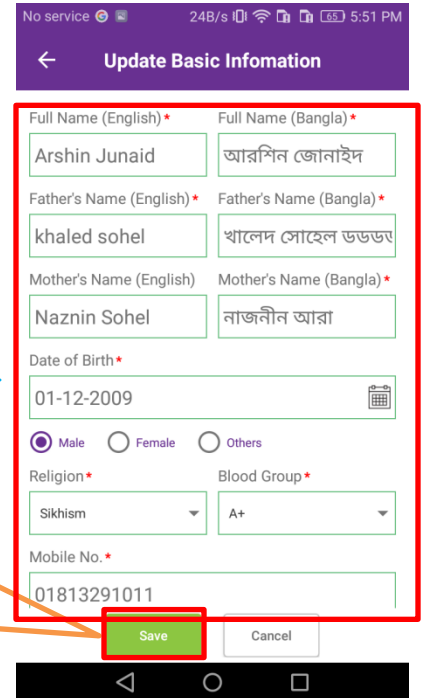 No service 24B/s 65 5:51 PM
Update Basic Infomation
Full Name (English) * Full Name (Bangla) *
Arshin Junaid আরশিন জোনাইদ
Father's Name (English) * Father's Name (Bangla) *
khaled sohel খালেদ সোহেল ডডডড
Mother's Name (English) Mother's Name (Bangla) *
Naznin Sohel নাজনীন আরা
Date of Birth *
01-12-2009
Male Female Others
Religion * Blood Group *
Sikhism A+
Mobile No. *
01813291011
Save Cancel